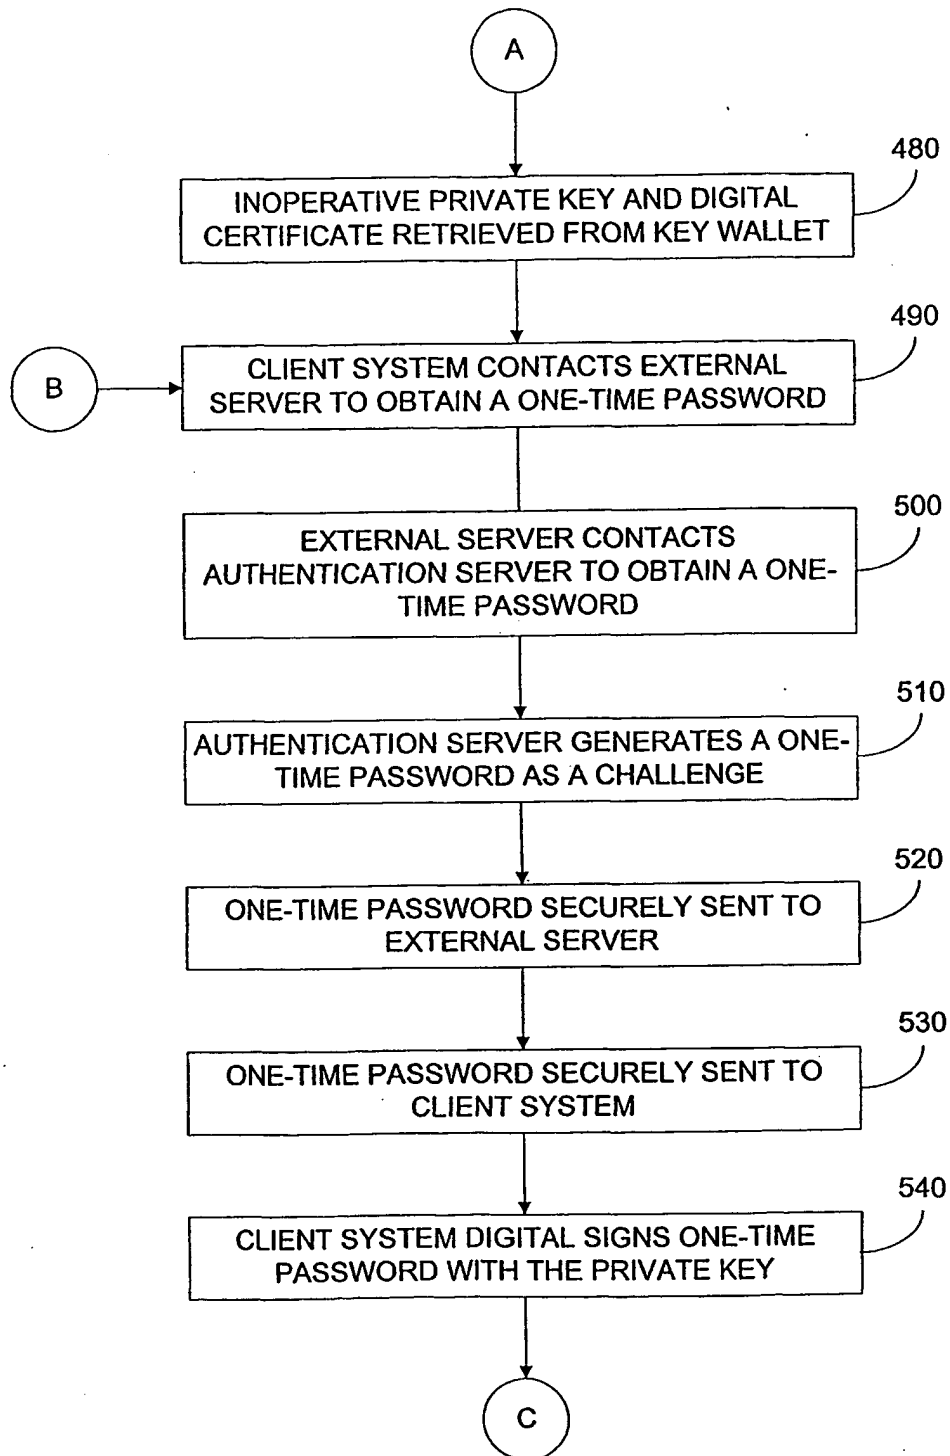 A
480
INOPERATIVE PRIVATE KEY AND DIGITAL
CERTIFICATE RETRIEVED FROM KEY WALLET
490
B
CLIENT SYSTEM CONTACTS EXTERNAL
SERVER TO OBTAIN A ONE-TIME PASSWORD
500
EXTERNAL SERVER CONTACTS
AUTHENTICATION SERVER TO OBTAIN A ONE-
TIME PASSWORD
510
AUTHENTICATION SERVER GENERATES A ONE-
TIME PASSWORD AS A CHALLENGE
520
ONE-TIME PASSWORD SECURELY SENT TO
EXTERNAL SERVER
530
ONE-TIME PASSWORD SECURELY SENT TO
CLIENT SYSTEM
540
CLIENT SYSTEM DIGITAL SIGNS ONE-TIME
PASSWORD WITH THE PRIVATE KEY
C